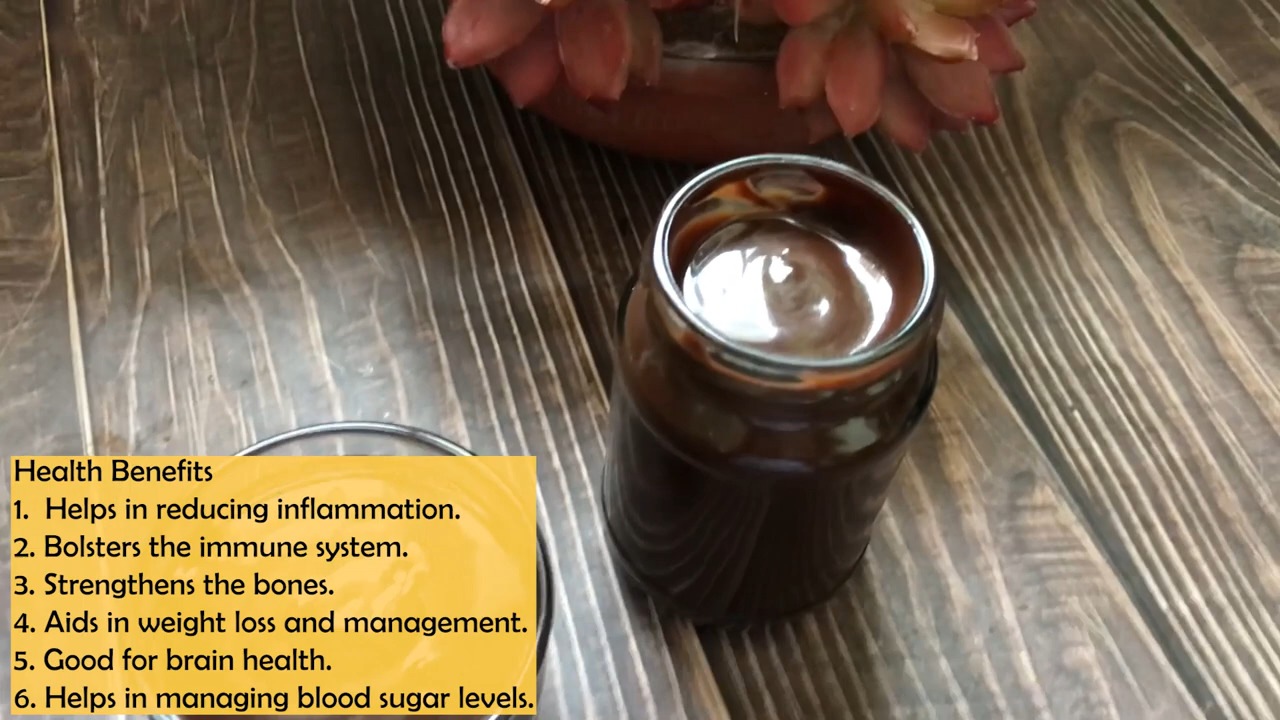 Health Benefits
1. Helps in reducing inflammation.
2. Bolsters the immune system.
3. Strengthens the bones.
4. Aids in weight loss and management.
5. Good for brain health.
6. Helps in managing blood sugar levels.